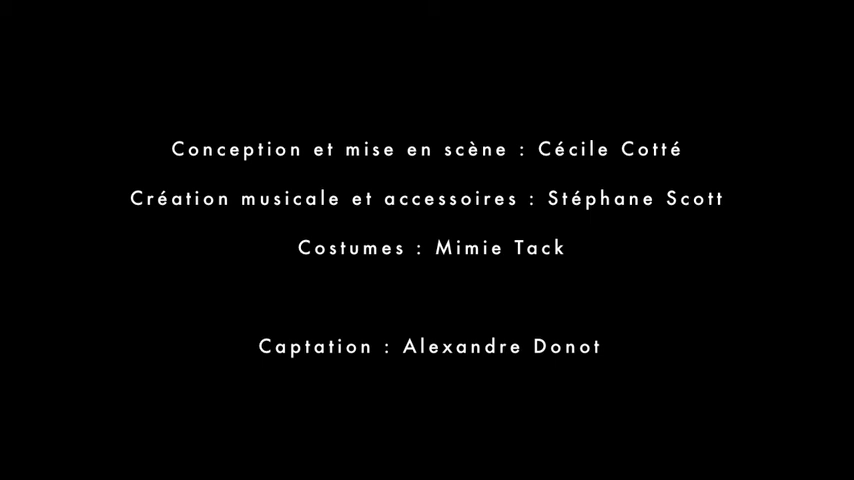 Conception et mise en scène : Cécile Cotté
Création musicale et accessoires : Stéphane Scott
Costumes : Mimie Tack
Captation : Alexandre Donot